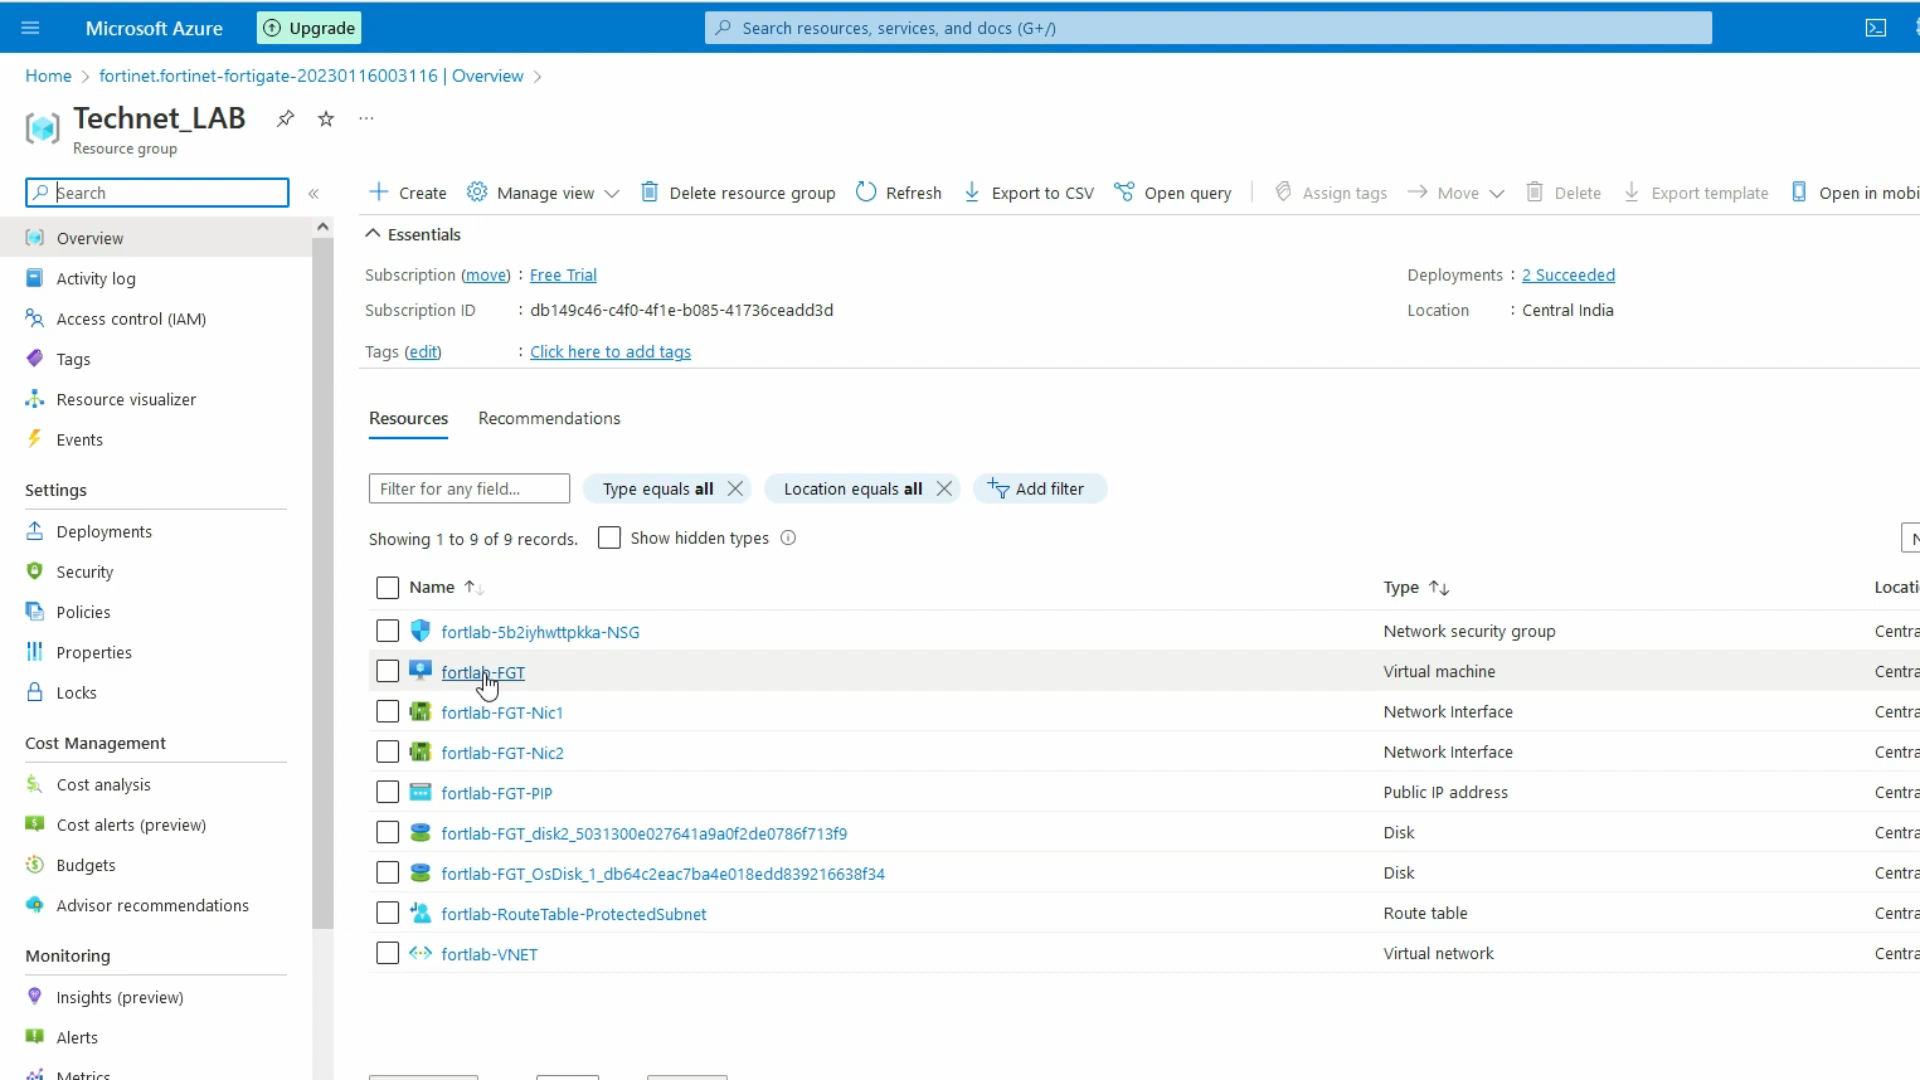 Microsoft Azure
Upgrade
Search resources, services, and docs (G+/)
Home > fortinet.fortinet-fortigate-20230116003116 | Overview >
Technet_LAB
Resource group
Search
Create
Manage view
Delete resource group
Refresh
Export to CSV
Open query
Assign tags
Move
Delete
Export template
Open in mobi
Overview
Activity log
Access control (IAM)
Tags
Resource visualizer
Events
Settings
Deployments
Security
Policies
Properties
Locks
Cost Management
Cost analysis
Cost alerts (preview)
Budgets
Advisor recommendations
Monitoring
Insights (preview)
Alerts
Metrics
Essentials
Subscription (move) : Free Trial
Deployments : 2 Succeeded
Subscription ID : db149c46-c4f0-4f1e-b085-41736ceadd3d
Location : Central India
Tags (edit) : Click here to add tags
Resources Recommendations
Filter for any field...
Type equals all
Location equals all
Add filter
Showing 1 to 9 of 9 records.
Show hidden types
N
Name Type Locati
fortlab-5b2iyhwttpkka-NSG Network security group Centra
fortlab-FGT Virtual machine Centra
fortlab-FGT-Nic1 Network Interface Centra
fortlab-FGT-Nic2 Network Interface Centra
fortlab-FGT-PIP Public IP address Centra
fortlab-FGT_disk2_5031300e027641a9a0f2de0786f713f9 Disk Centra
fortlab-FGT_OsDisk_1_db64c2eac7ba4e018edd839216638f34 Disk Centra
fortlab-RouteTable-ProtectedSubnet Route table Centra
fortlab-VNET Virtual network Centra